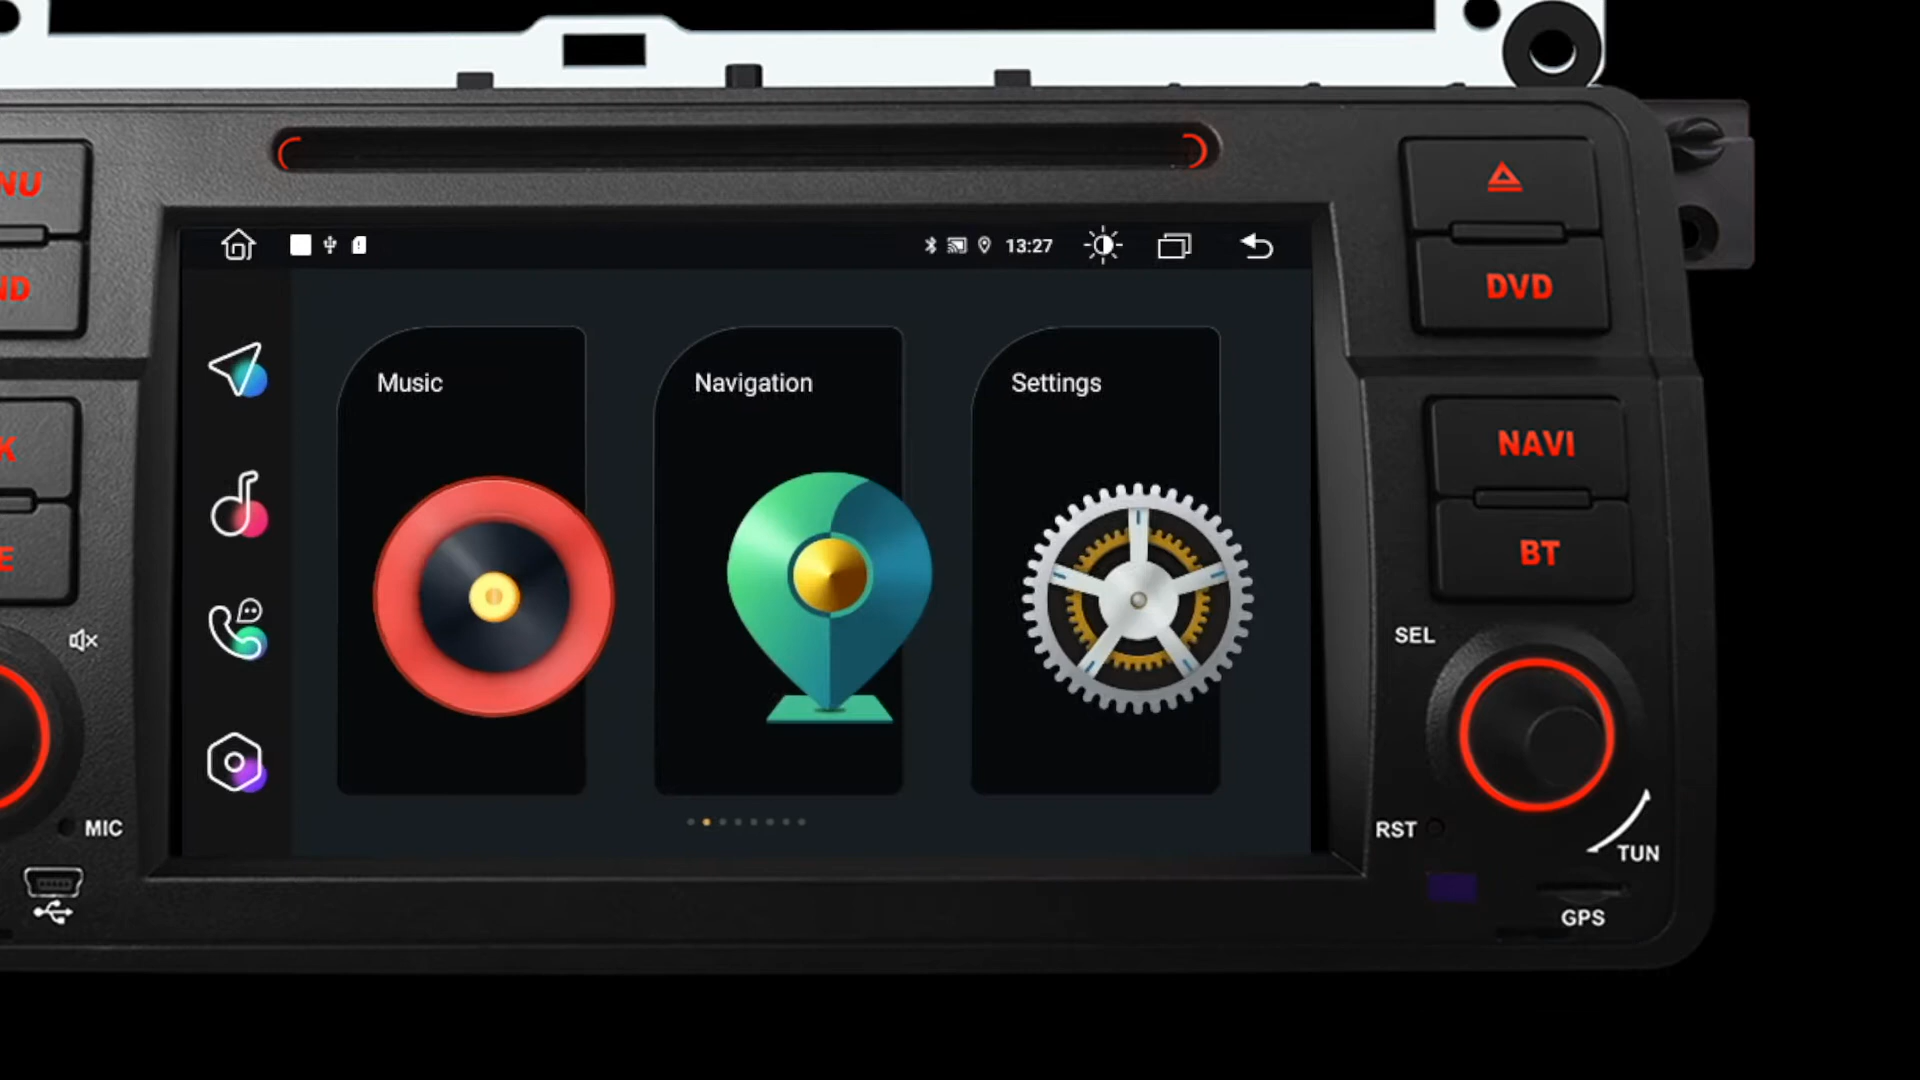 NU
ND
K
E
MIC
13:27
Music
Navigation
Settings
DVD
NAVI
BT
SEL
RST
TUN
GPS